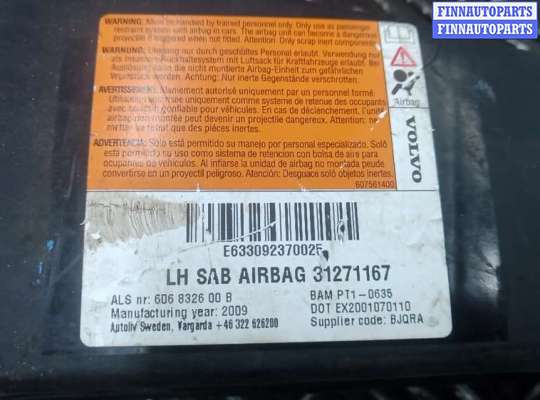 FINNAUTOPARTS
FINNAUTOPARTS
WARNING: Must be handled by trained personnel only. Only use as passenger
restraint system with airbag in cars. The airbag unit can become a dangerous
projectile if triggered when not fitted. Attention: Only scrap inert components.
WARNUNG: Umgang nur durch geschultes Personal erlaubt. Verwendung nur
als Insassen-Rückhaltesystem mit Luftsack für Kraftfahrzeuge erlaubt. Bei
Auslösung kann die nicht montierte Airbag-Einheit zum gefährlichen
Wurfgeschoß werden. Achtung: Nur inerte Gegenstände verschrotten.
AVERTISSEMENT: Maniement autorisé uniquement par un personnel formé.
Utilisation autorisée uniquement comme système de retenue des occupants
avec sac gonflable pour véhicules. En cas de déclenchement, l'unité
airbag non montée peut devenir un projectile dangereux. Attention: Ne
mettre au rebut que des pièces inertes.
ADVERTENCIA: Solo está permitido su manejo por personal especializado. Solo
está permitido su uso como sistema de retención con bolsa de aire para
ocupantes de vehículos. Al inflarse la unidad de airbag no montada puede
convertirse en un proyectil peligroso. Atención: Desguace solo objetos inertes.
607561400
Airbag
VOLVO
E633092370025
LH SAB AIRBAG 31271167
ALS nr: 606 8326 00 B
BAM PT1-0635
Manufacturing year: 2009
DOT EX2001070110
Autoliv Sweden, Vargarda +46 322 626200
Supplier code: BJQRA
FINNAUTOPARTS
FINNAUTOPARTS